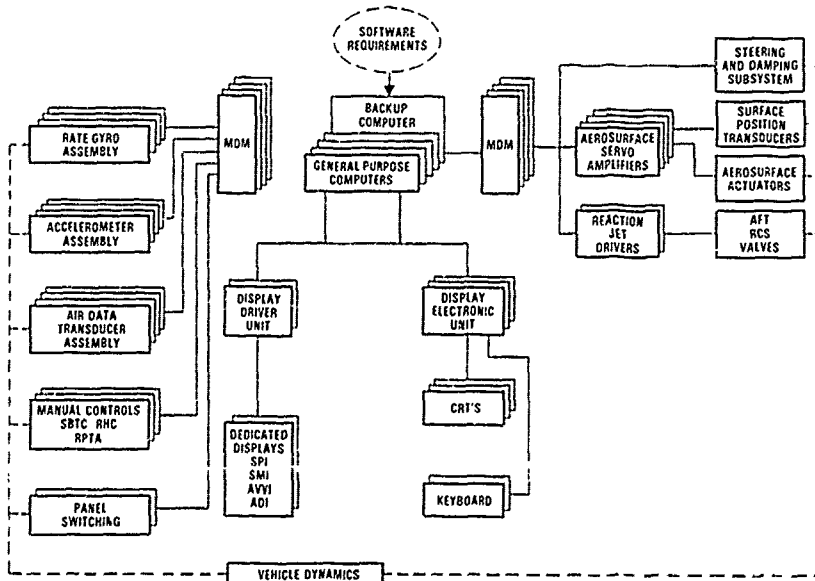 SOFTWARE
REQUIREMENTS
BACKUP
COMPUTER
GENERAL PURPOSE
COMPUTERS
MDM
MDM
RATE GYRO
ASSEMBLY
ACCLEROMETER
ASSEMBLY
AIR DATA
TRANSDUCER
ASSEMBLY
MANUAL CONTROLS
SBTC RHC
RPTA
PANEL
SWITCHING
DISPLAY
DRIVER
UNIT
DEDICATED
DISPLAYS
SPI
SMI
AVVI
ADI
DISPLAY
ELECTRONIC
UNIT
CRT'S
KEYBOARD
STEERING
AND DAMPING
SUBSYSTEM
AEROSURFACE
SERVO
AMPLIFIERS
SURFACE
POSITION
TRANSDUCERS
AEROSURFACE
ACTUATORS
REACTION
JET
DRIVERS
AFT
RCS
VALVES
VEHICLE DYNAMICS